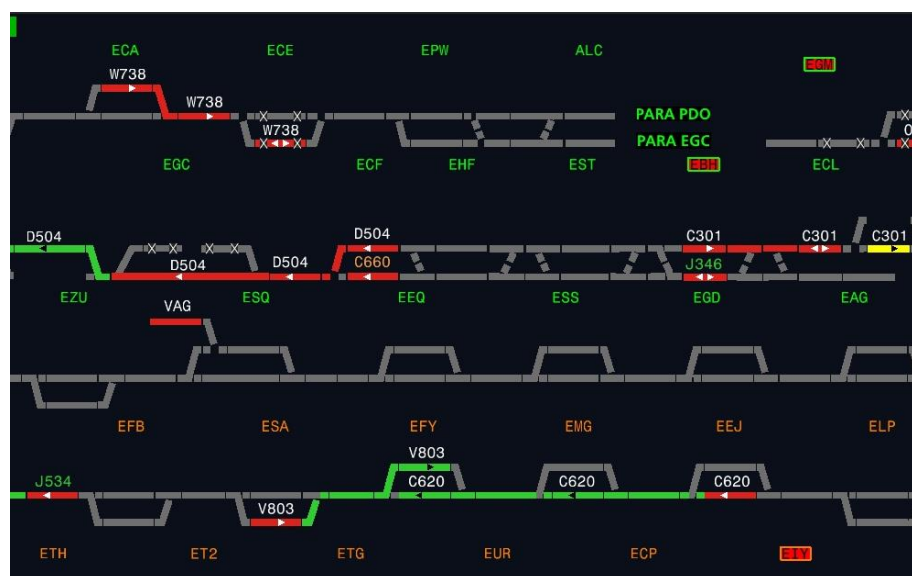 ECA ECE EPW ALC EGM
W738
W738
PARA PDO
W738 O
PARA EGC
EGC ECF EHF EST EBH ECL
D504 D504 C301 C301 C301
D504 D504 C660 J346
EZU ESQ EEQ ESS EGD EAG
VAG
EFB ESA EFY EMG EEJ ELP
V803
J534 C620 C620 C620
V803
ETH ET2 ETG EUR ECP EIY